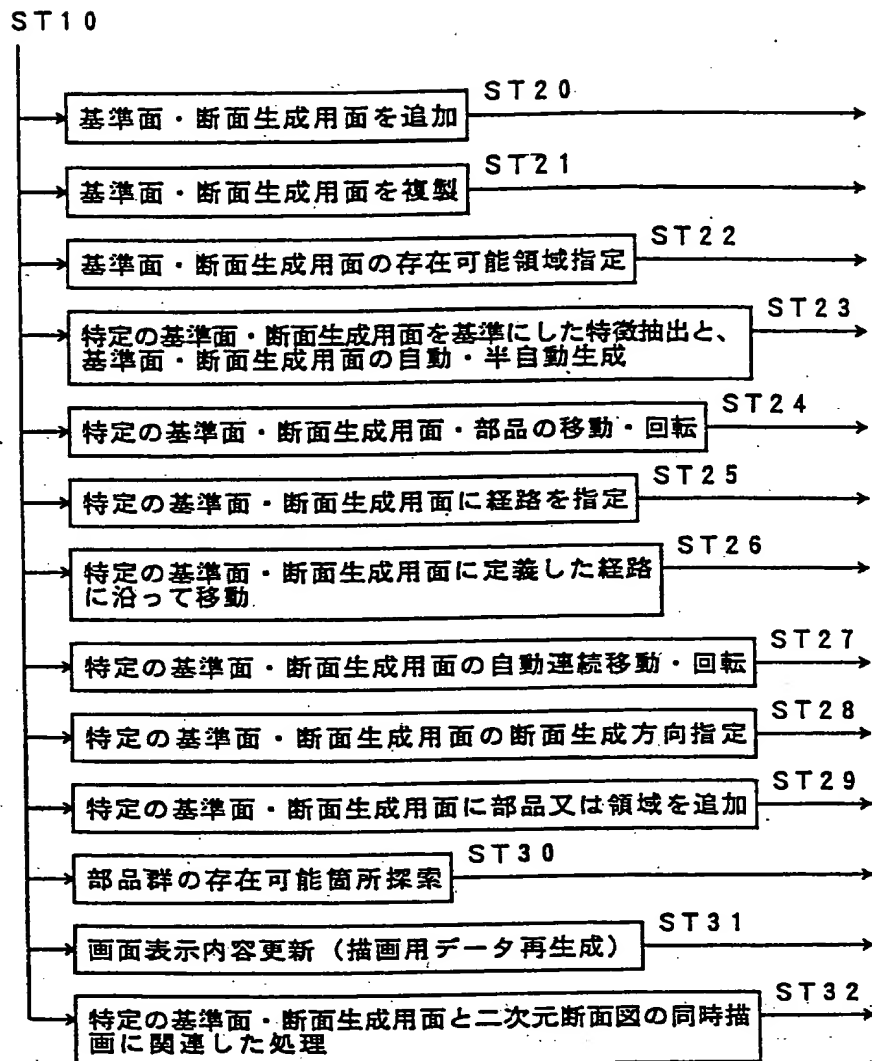 ST10
ST20
基準面・断面生成用面を追加
ST21
基準面・断面生成用面を複製
ST22
基準面・断面生成用面の存在可能領域指定
ST23
特定の基準面・断面生成用面を基準にした特徴抽出と、
基準面・断面生成用面の自動・半自動生成
ST24
特定の基準面・断面生成用面・部品の移動・回転
ST25
特定の基準面・断面生成用面に経路を指定
ST26
特定の基準面・断面生成用面に定義した経路
に沿って移動
ST27
特定の基準面・断面生成用面の自動連続移動・回転
ST28
特定の基準面・断面生成用面の断面生成方向指定
ST29
特定の基準面・断面生成用面に部品又は領域を追加
ST30
部品群の存在可能箇所探索
ST31
画面表示内容更新（描画用データ再生成）
ST32
特定の基準面・断面生成用面と二次元断面図の同時描
画に関連した処理